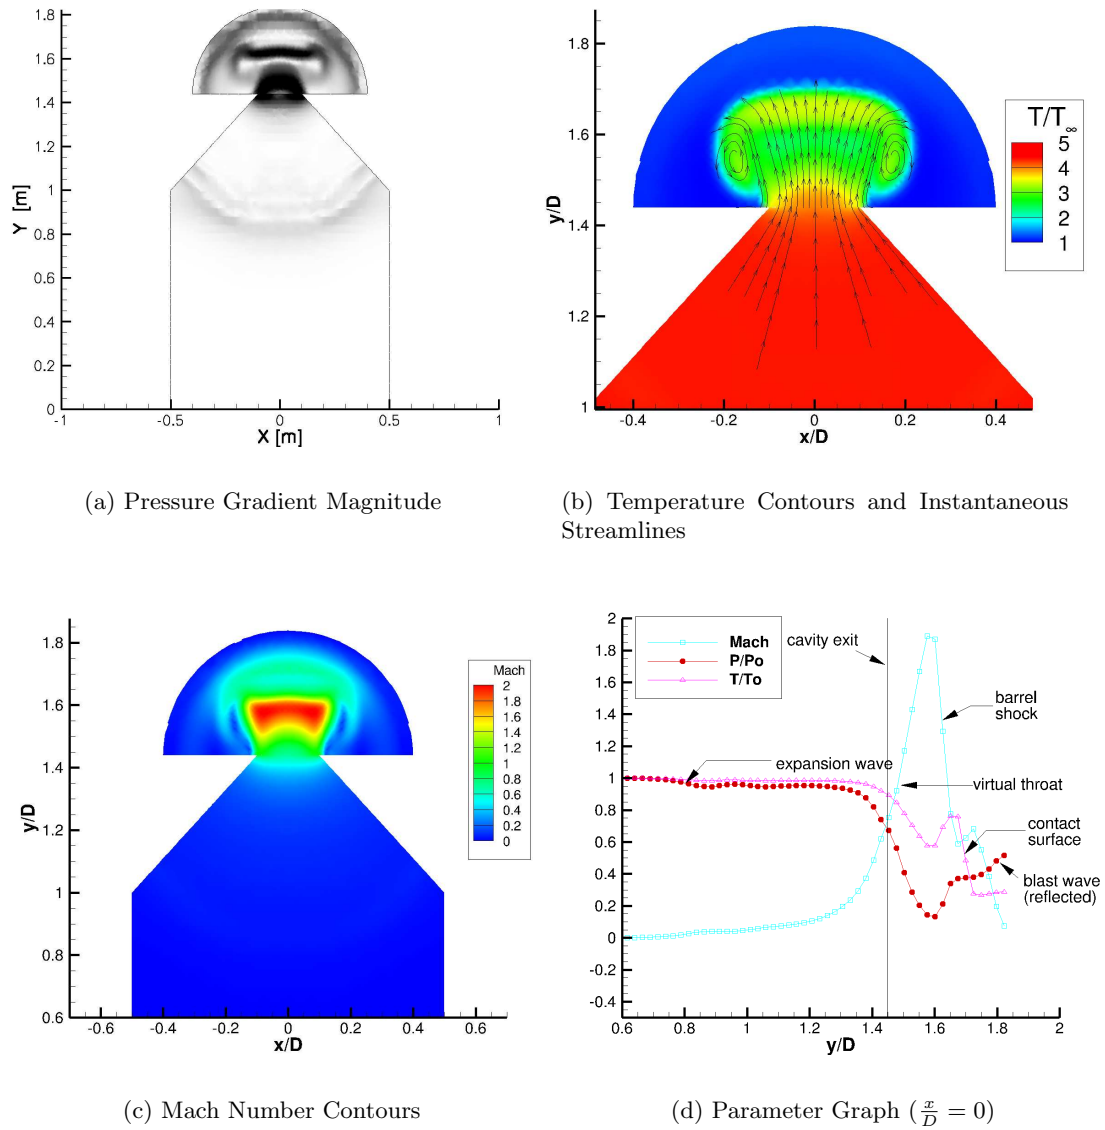 1.8
1.6
1.4
1.2
1
0.8
0.6
0.4
0.2
0
Y [m]
-1
-0.5
0
0.5
1
X [m]
(a) Pressure Gradient Magnitude
1.8
1.6
1.4
1.2
1
y/D
-0.4
-0.2
0
0.2
0.4
x/D
T/T∞
5
4
3
2
1
(b) Temperature Contours and Instantaneous
Streamlines
1.8
1.6
1.4
1.2
1
0.8
0.6
y/D
-0.6
-0.4
-0.2
0
0.2
0.4
0.6
x/D
Mach
2
1.8
1.6
1.4
1.2
1
0.8
0.6
0.4
0.2
0
(c) Mach Number Contours
2
1.8
1.6
1.4
1.2
1
0.8
0.6
0.4
0.2
0
-0.2
-0.4
Mach
P/Po
T/To
cavity exit
barrel
shock
expansion wave
virtual throat
contact
surface
blast wave
(reflected)
0.6
0.8
1
1.2
1.4
1.6
1.8
2
y/D
(d) Parameter Graph (x/D = 0)